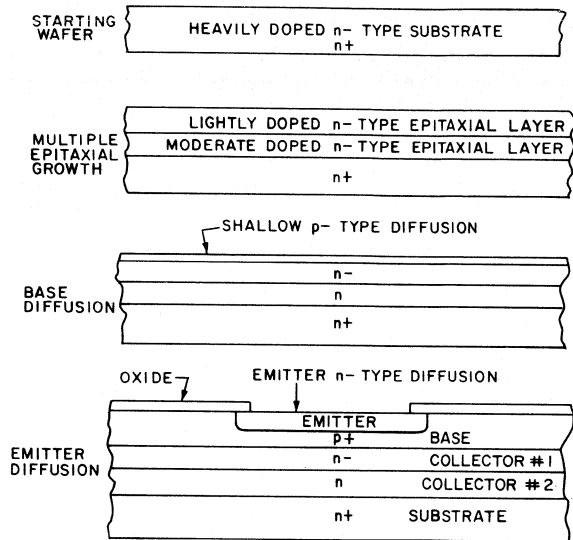 STARTING
WAFER
HEAVILY DOPED n- TYPE SUBSTRATE
n+
MULTIPLE
EPITAXIAL
GROWTH
LIGHTLY DOPED n- TYPE EPITAXIAL LAYER
MODERATE DOPED n- TYPE EPITAXIAL LAYER
n+
SHALLOW p- TYPE DIFFUSION
BASE
DIFFUSION
n-
n
n+
OXIDE
EMITTER n- TYPE DIFFUSION
EMITTER
DIFFUSION
EMITTER
p+ BASE
n- COLLECTOR #1
n COLLECTOR #2
n+ SUBSTRATE